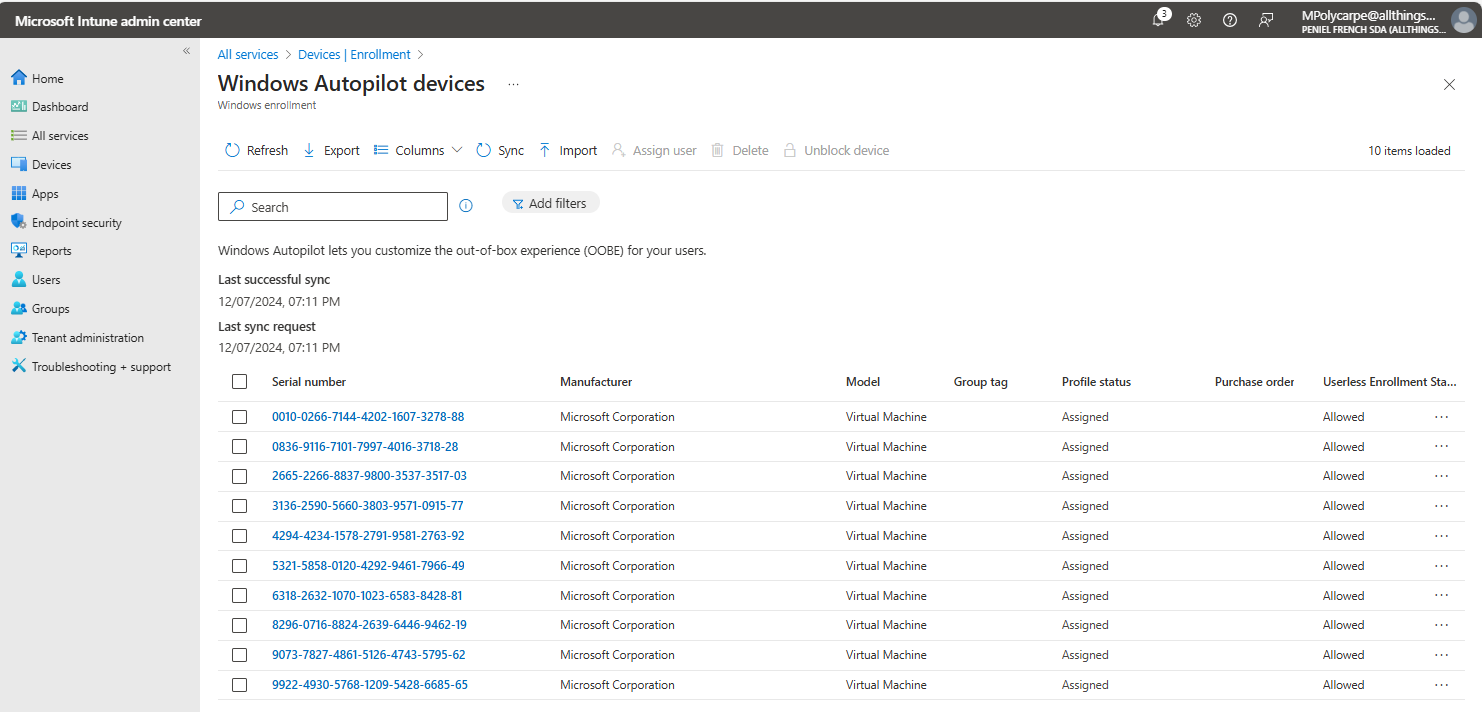 Microsoft Intune admin center
3
MPolycarpe@allthings...
PENIEL FRENCH SDA (ALLTHINGS...
«
Home
Dashboard
All services
Devices
Apps
Endpoint security
Reports
Users
Groups
Tenant administration
Troubleshooting + support
All services > Devices | Enrollment >
Windows Autopilot devices ...
Windows enrollment
Refresh Export Columns Sync Import Assign user Delete Unblock device 10 items loaded
Search Add filters
Windows Autopilot lets you customize the out-of-box experience (OOBE) for your users.
Last successful sync
12/07/2024, 07:11 PM
Last sync request
12/07/2024, 07:11 PM
Serial number Manufacturer Model Group tag Profile status Purchase order Userless Enrollment Sta...
0010-0266-7144-4202-1607-3278-88 Microsoft Corporation Virtual Machine Assigned Allowed ...
0836-9116-7101-7997-4016-3718-28 Microsoft Corporation Virtual Machine Assigned Allowed ...
2665-2266-8837-9800-3537-3517-03 Microsoft Corporation Virtual Machine Assigned Allowed ...
3136-2590-5660-3803-9571-0915-77 Microsoft Corporation Virtual Machine Assigned Allowed ...
4294-4234-1578-2791-9581-2763-92 Microsoft Corporation Virtual Machine Assigned Allowed ...
5321-5858-0120-4292-9461-7966-49 Microsoft Corporation Virtual Machine Assigned Allowed ...
6318-2632-1070-1023-6583-8428-81 Microsoft Corporation Virtual Machine Assigned Allowed ...
8296-0716-8824-2639-6446-9462-19 Microsoft Corporation Virtual Machine Assigned Allowed ...
9073-7827-4861-5126-4743-5795-62 Microsoft Corporation Virtual Machine Assigned Allowed ...
9922-4930-5768-1209-5428-6685-65 Microsoft Corporation Virtual Machine Assigned Allowed ...